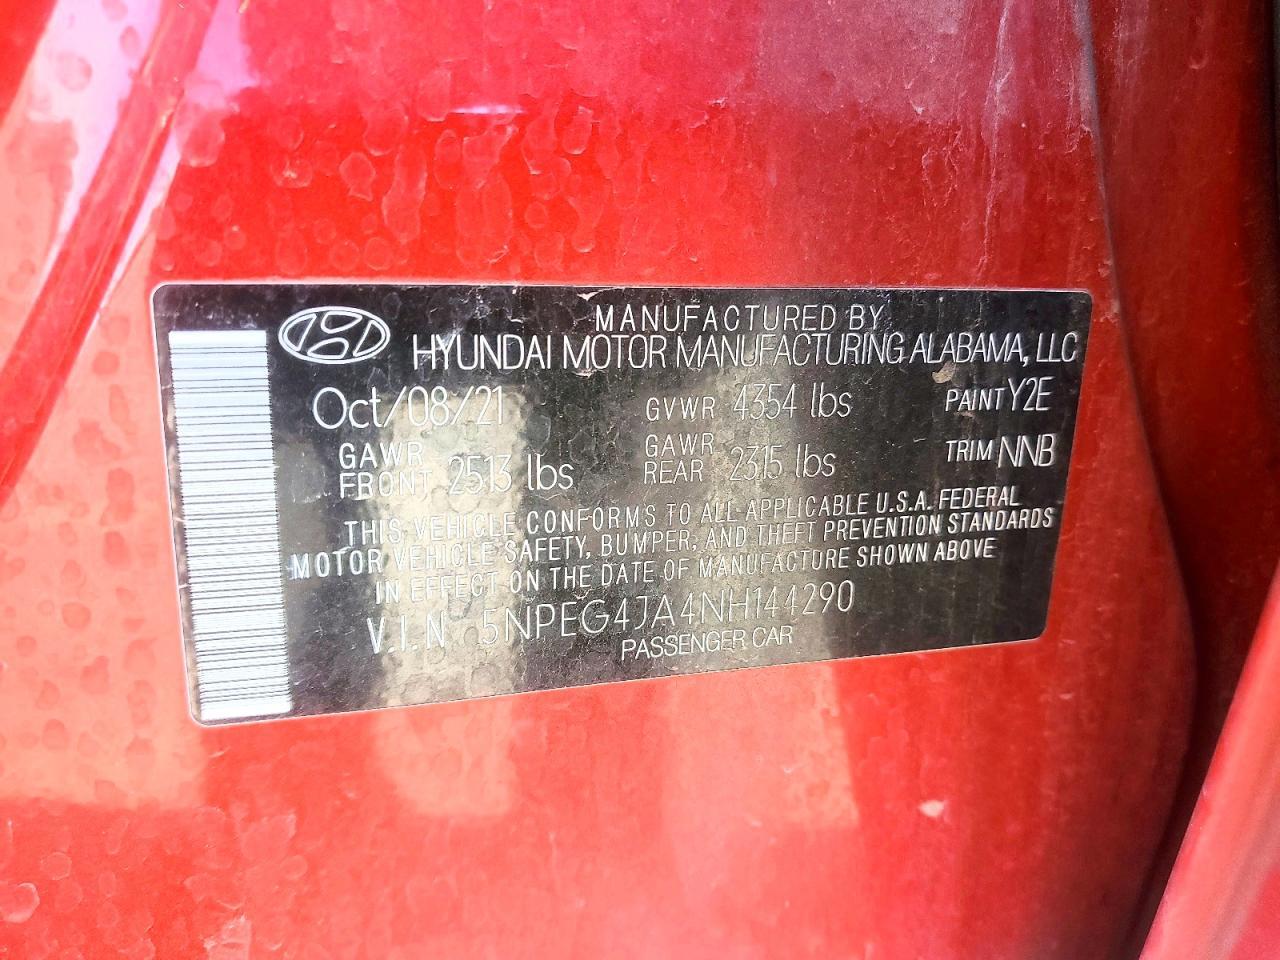 MANUFACTURED BY
HYUNDAI MOTOR MANUFACTURING ALABAMA, LLC
Oct/08/21 GVWR 4354 lbs PAINT Y2E
GAWR FRONT 2513 lbs GAWR REAR 2315 lbs TRIM NNB
THIS VEHICLE CONFORMS TO ALL APPLICABLE U.S.A. FEDERAL
MOTOR VEHICLE SAFETY, BUMPER, AND THEFT PREVENTION STANDARDS
IN EFFECT ON THE DATE OF MANUFACTURE SHOWN ABOVE
V.I.N. 5NPEG4JA4NH144290
PASSENGER CAR